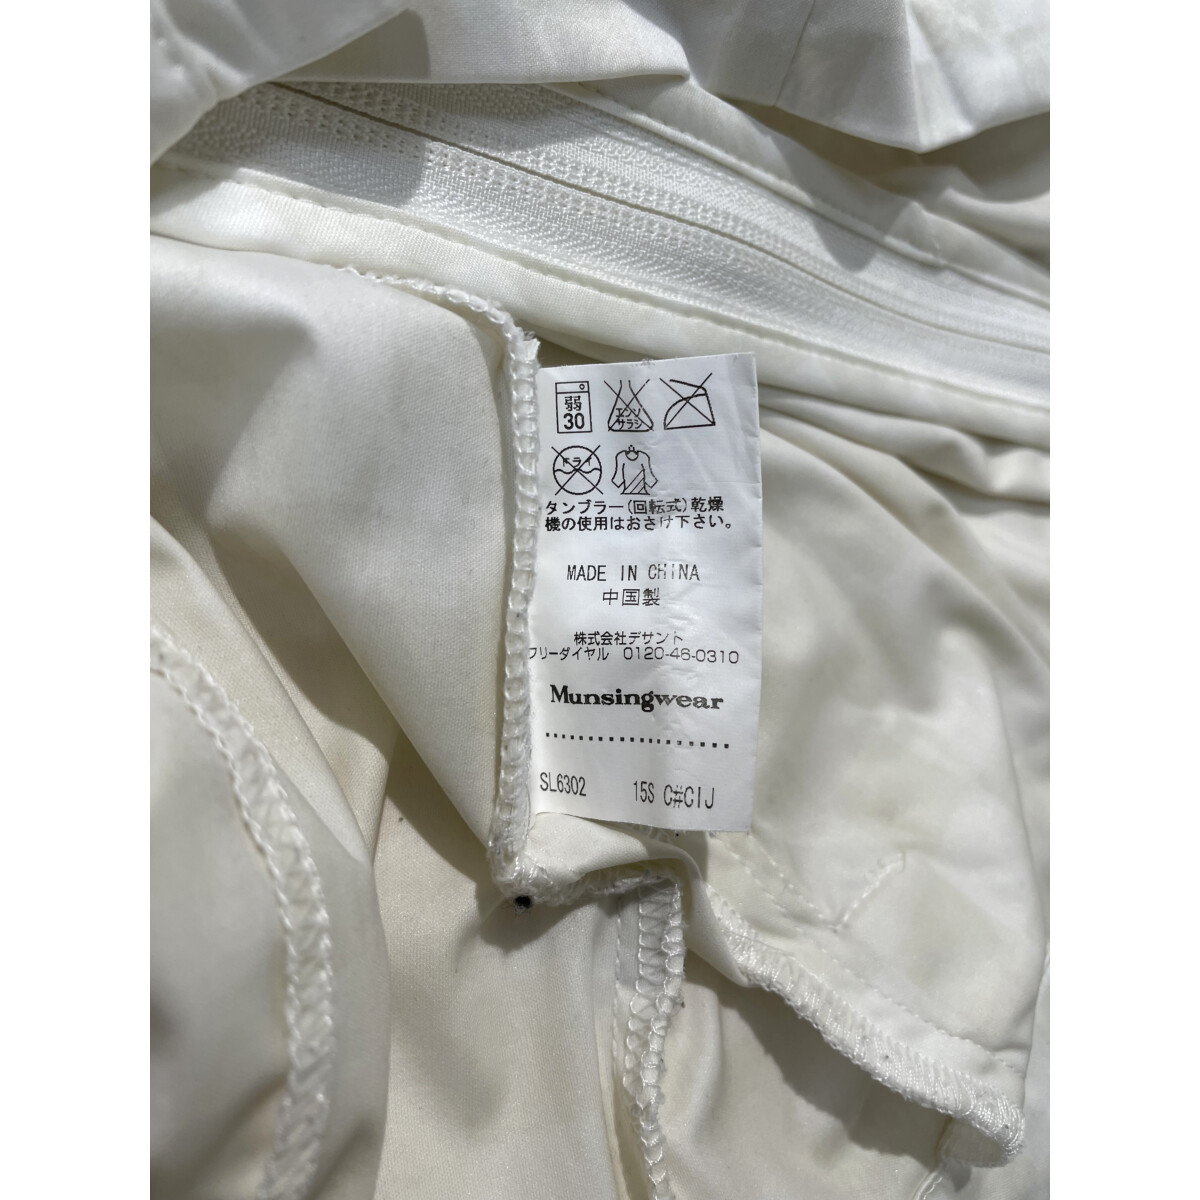 弱
30
エンソ
サラシ
ドライ
タンブラー(回転式)乾燥
機の使用はおさけ下さい。
MADE IN CHINA
中国製
株式会社デサント
フリーダイヤル 0120-46-0310
Munsingwear
SL6302 15S C#CIJ